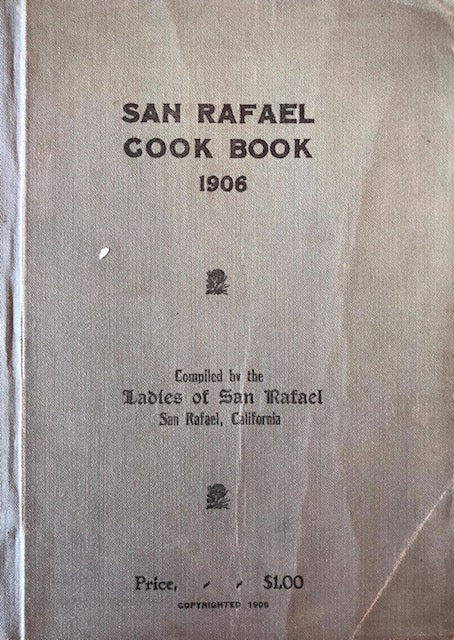 SAN RAFAEL
COOK BOOK
1906
Compiled by the
Ladies of San Rafael
San Rafael, California
Price, - - $1.00
COPYRIGHTED 1906